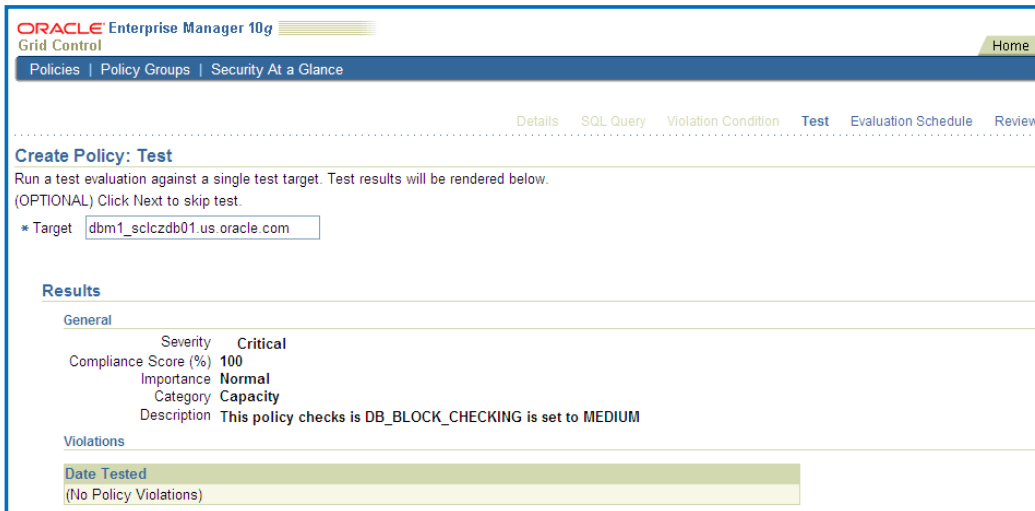 ORACLE Enterprise Manager 10g
Grid Control
Home
Policies | Policy Groups | Security At a Glance
Details SQL Query Violation Condition Test Evaluation Schedule Review
Create Policy: Test
Run a test evaluation against a single test target. Test results will be rendered below.
(OPTIONAL) Click Next to skip test.
* Target dbm1_sclczdb01.us.oracle.com
Results
General
Severity Critical
Compliance Score (%) 100
Importance Normal
Category Capacity
Description This policy checks is DB_BLOCK_CHECKING is set to MEDIUM
Violations
Date Tested
(No Policy Violations)